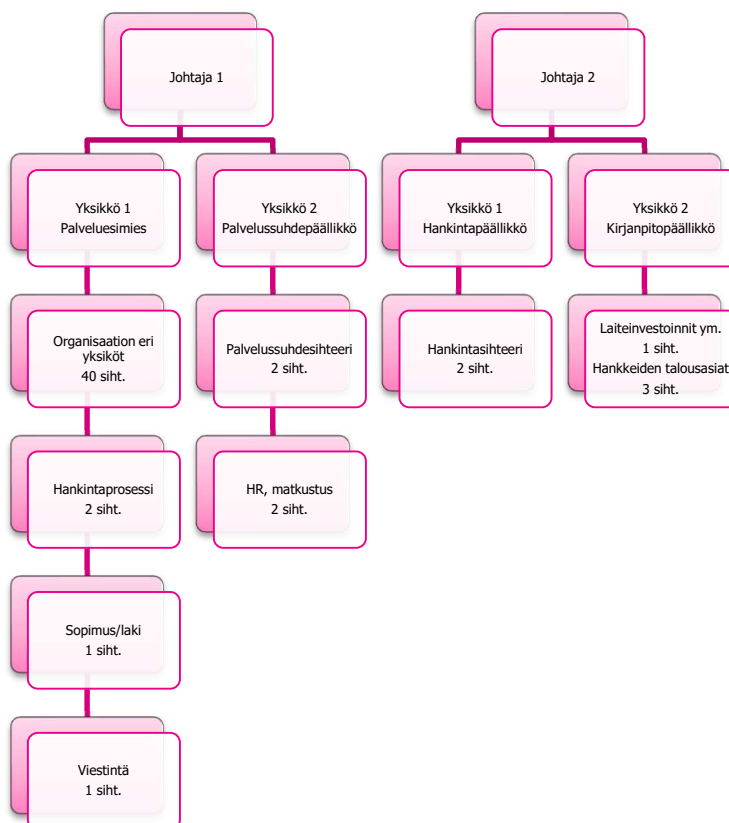 Johtaja 1
Johtaja 2
Yksikkö 1
Palveluesimies
Yksikkö 2
Palvelussuhdepäällikkö
Yksikkö 1
Hankintapäällikkö
Yksikkö 2
Kirjanpitopäällikkö
Organisaation eri
yksiköt
40 siht.
Palvelussuhdesihteeri
2 siht.
Hankintasihteeri
2 siht.
Laiteinvestoinnit ym.
1 siht.
Hankkeiden talousasiat
3 siht.
Hankintaprosessi
2 siht.
HR, matkustus
2 siht.
Sopimus/laki
1 siht.
Viestintä
1 siht.